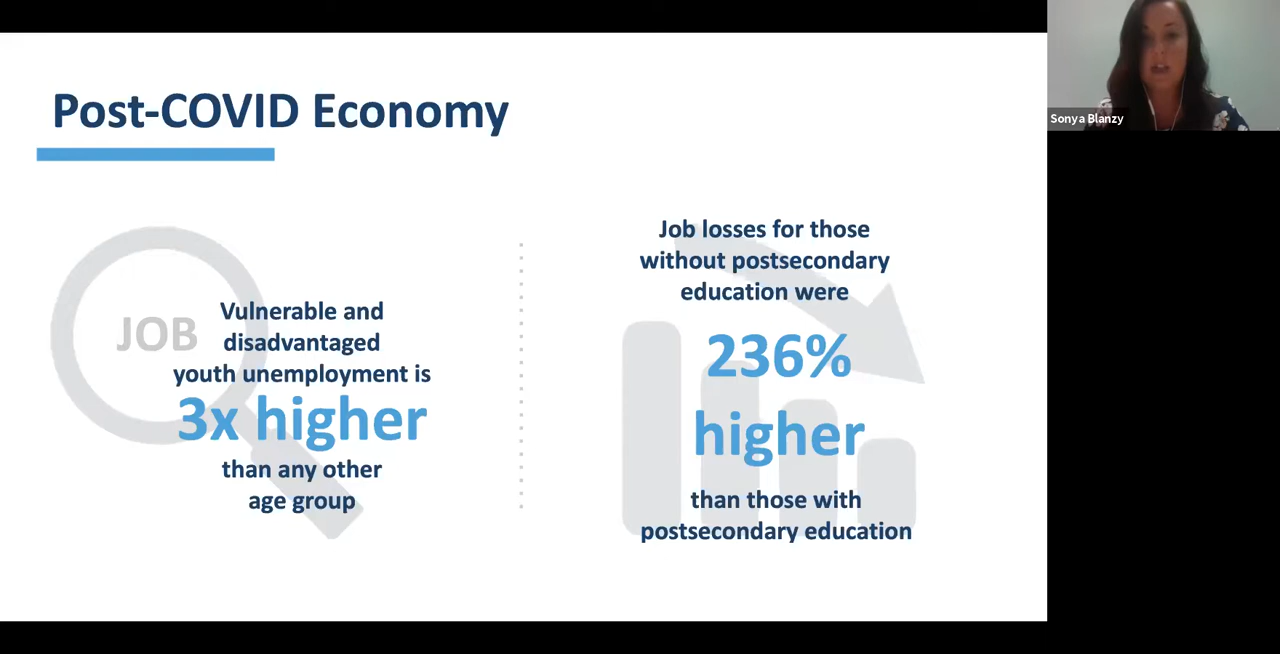 Post-COVID Economy
JOB
Vulnerable and
disadvantaged
youth unemployment is
3x higher
than any other
age group
Job losses for those
without postsecondary
education were
236%
higher
than those with
postsecondary education
Sonya Blanzy